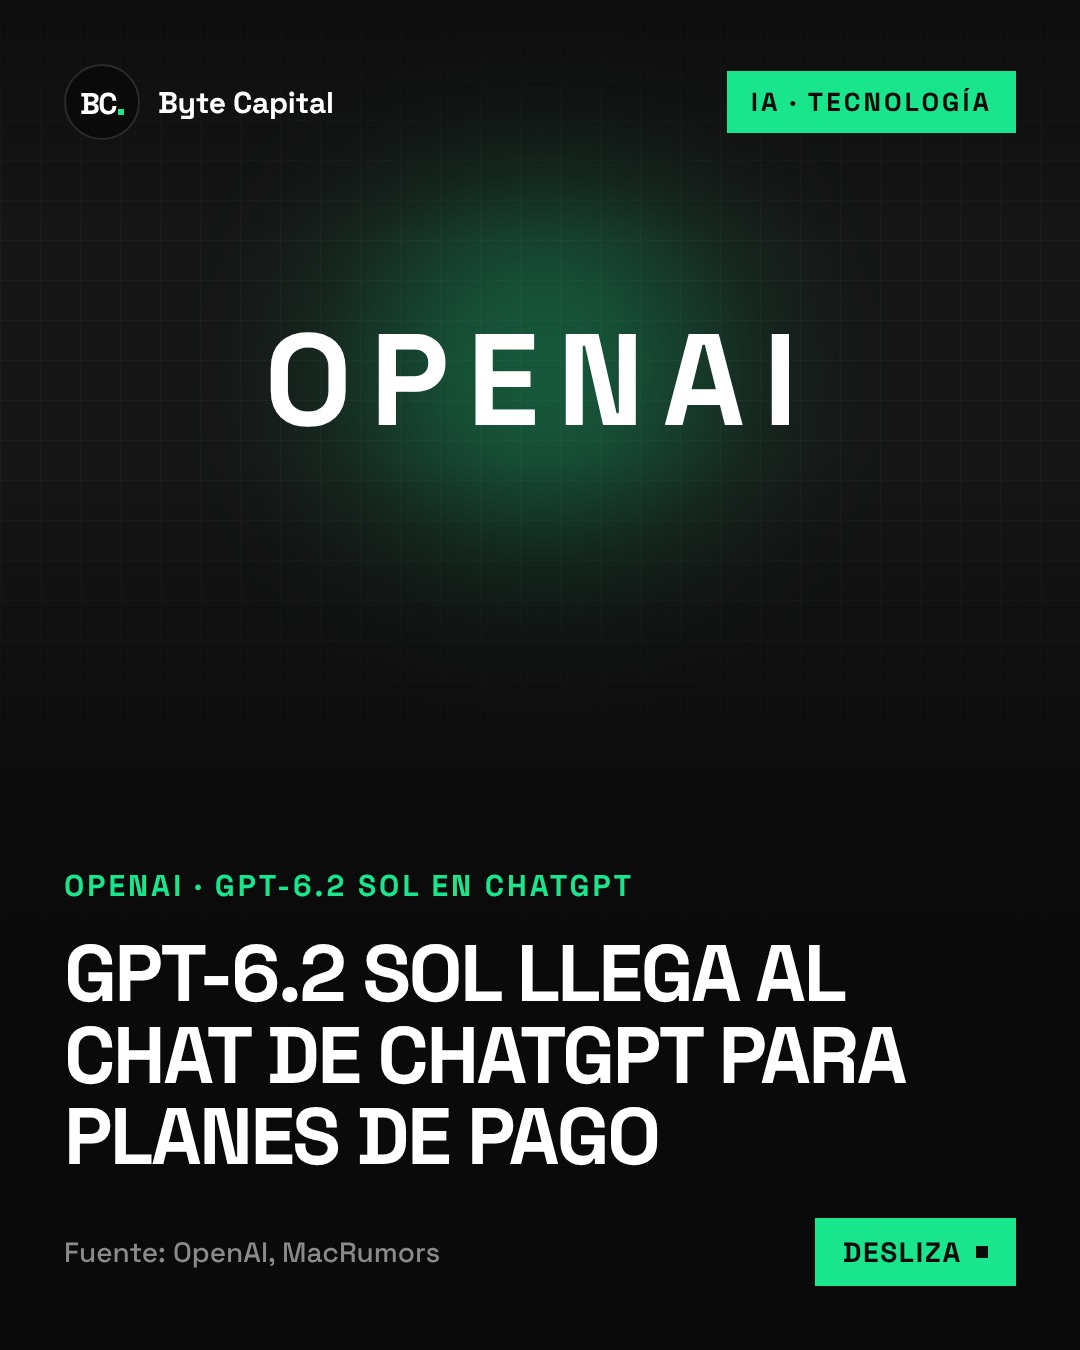 BC.
Byte Capital
IA · TECNOLOGÍA
OPENAI
OPENAI · GPT-6.2 SOL EN CHATGPT
GPT-6.2 SOL LLEGA AL
CHAT DE CHATGPT PARA
PLANES DE PAGO
Fuente: OpenAI, MacRumors
DESLIZA